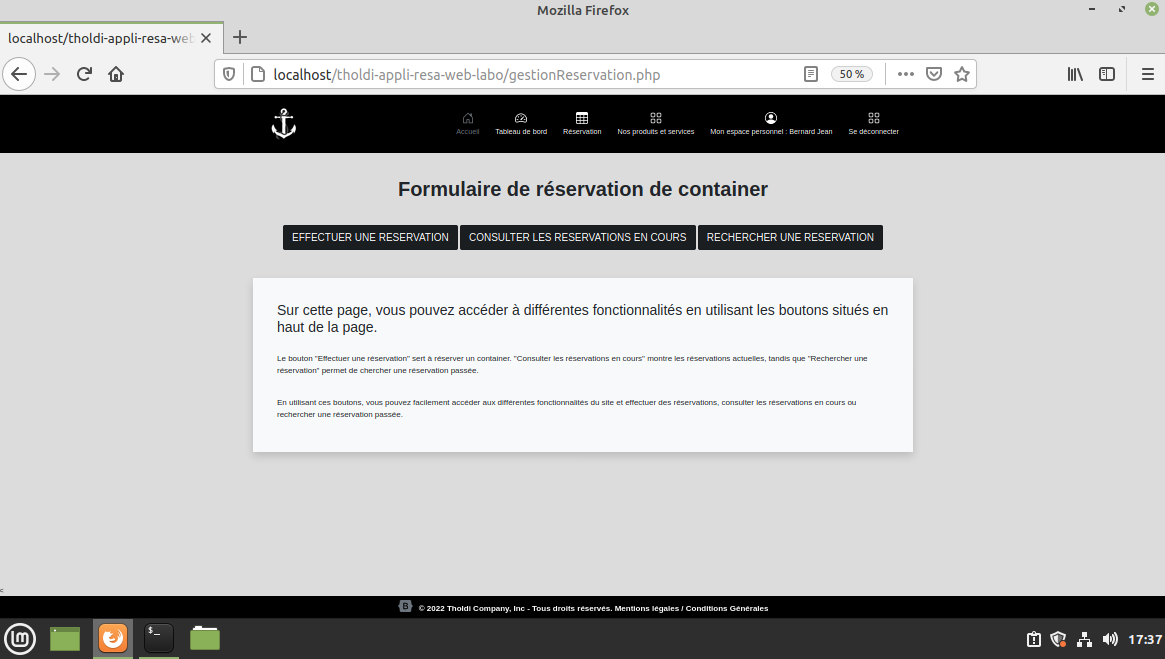 Mozilla Firefox
localhost/tholdi-appli-resa-web
localhost/tholdi-appli-resa-web-labo/gestionReservation.php
50 %
Accueil
Tableau de bord
Réservation
Nos produits et services
Mon espace personnel : Bernard Jean
Se déconnecter
Formulaire de réservation de container
EFFECTUER UNE RESERVATION
CONSULTER LES RESERVATIONS EN COURS
RECHERCHER UNE RESERVATION
Sur cette page, vous pouvez accéder à différentes fonctionnalités en utilisant les boutons situés en
haut de la page.
Le bouton "Effectuer une réservation" sert à réserver un container. "Consulter les réservations en cours" montre les réservations actuelles, tandis que "Rechercher une
réservation" permet de chercher une réservation passée.
En utilisant ces boutons, vous pouvez facilement accéder aux différentes fonctionnalités du site et effectuer des réservations, consulter les réservations en cours ou
rechercher une réservation passée.
<
B
© 2022 Tholdi Company, Inc - Tous droits réservés. Mentions légales / Conditions Générales
lm
$_
17:37